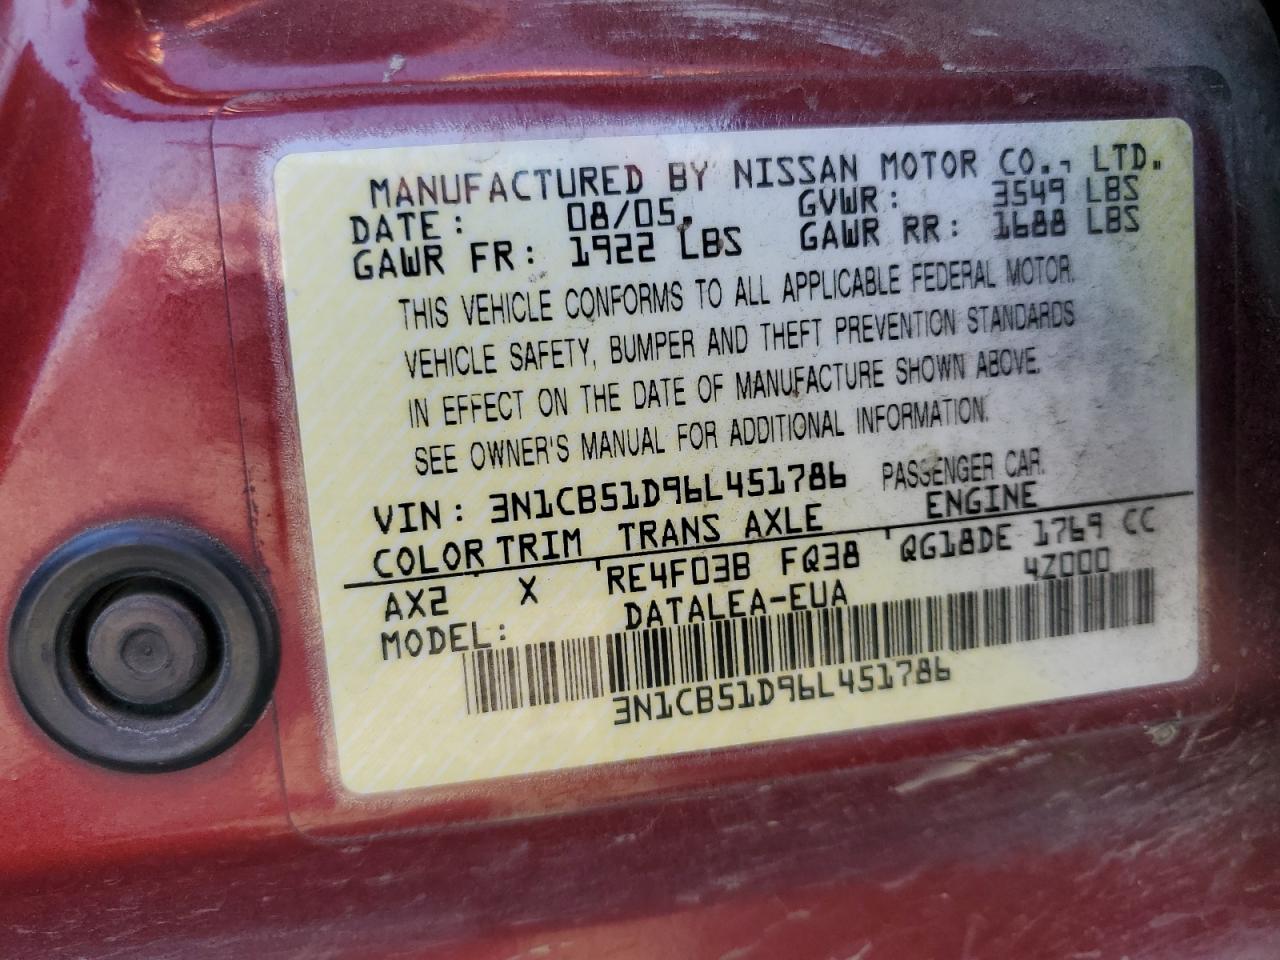 MANUFACTURED BY NISSAN MOTOR CO., LTD.
DATE: 08/05 GVWR: 3549 LBS
GAWR FR: 1922 LBS GAWR RR: 1688 LBS
THIS VEHICLE CONFORMS TO ALL APPLICABLE FEDERAL MOTOR
VEHICLE SAFETY, BUMPER AND THEFT PREVENTION STANDARDS
IN EFFECT ON THE DATE OF MANUFACTURE SHOWN ABOVE.
SEE OWNER'S MANUAL FOR ADDITIONAL INFORMATION.
VIN: 3N1CB51D96L451786 PASSENGER CAR.
COLOR TRIM TRANS AXLE ENGINE
AX2 X RE4F03B FQ38 QG18DE 1769 CC
MODEL: DATALEA-EUA 4Z000
3N1CB51D96L451786